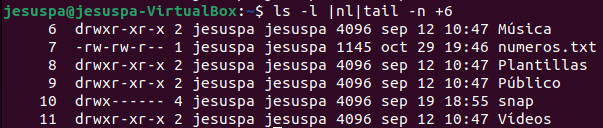 jesuspa@jesuspa-VirtualBox:~$ ls -l |nl|tail -n +6
6 drwxr-xr-x 2 jesuspa jesuspa 4096 sep 12 10:47 Música
7 -rw-rw-r-- 1 jesuspa jesuspa 1145 oct 29 19:46 numeros.txt
8 drwxr-xr-x 2 jesuspa jesuspa 4096 sep 12 10:47 Plantillas
9 drwxr-xr-x 2 jesuspa jesuspa 4096 sep 12 10:47 Público
10 drwx------ 4 jesuspa jesuspa 4096 sep 19 18:55 snap
11 drwxr-xr-x 2 jesuspa jesuspa 4096 sep 12 10:47 Vídeos